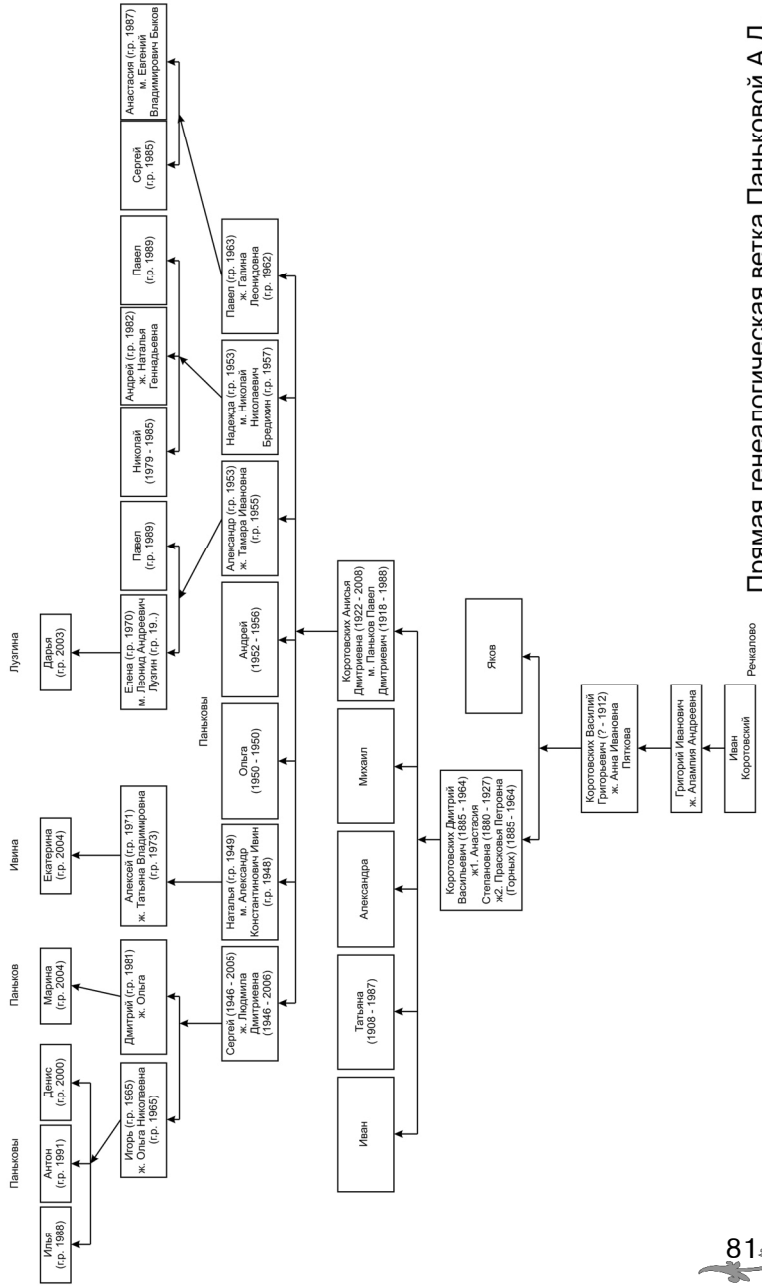 Паньковы
Паньков
Ивина
Лузгина
Илья
(г.р. 1988)
Антон
(г.р. 1991)
Денис
(г.р. 2000)
Марина
(г.р. 2004)
Екатерина
(г.р. 2004)
Дарья
(г.р. 2003)
Игорь (г.р. 1965)
ж. Ольга Николаевна
(г.р. 1965)
Дмитрий (г.р. 1981)
ж. Ольга
Алексей (г.р. 1971)
ж. Татьяна Владимировна
(г.р. 1973)
Елена (г.р. 1970)
м. Леонид Андреевич
Лузгин (г.р. 19..)
Павел
(г.р. 1989)
Николай
(1979 - 1985)
Андрей (г.р. 1982)
ж. Наталья
Геннадьевна
Павел
(г.р. 1989)
Сергей
(г.р. 1985)
Анастасия (г.р. 1987)
м. Евгений
Владимирович Быков
Паньковы
Сергей (1946 - 2005)
ж. Людмила
Дмитриевна
(1946 - 2006)
Наталья (г.р. 1949)
м. Александр
Константинович Ивин
(г.р. 1948)
Ольга
(1950 - 1950)
Андрей
(1952 - 1956)
Александр (г.р. 1953)
ж. Тамара Ивановна
(г.р. 1955)
Надежда (г.р. 1953)
м. Николай
Николаевич
Бредихин (г.р. 1957)
Павел (г.р. 1963)
ж. Галина
Леонидовна
(г.р. 1962)
Иван
Татьяна
(1908 - 1987)
Александра
Михаил
Коротовских Анисья
Дмитриевна (1922 - 2008)
м. Паньков Павел
Дмитриевич (1918 - 1988)
Коротовских Дмитрий
Васильевич (1885 - 1964)
ж1. Анастасия
Степановна (1880 - 1927)
ж2. Прасковья Петровна
(Горных) (1885 - 1964)
Яков
Коротовских Василий
Григорьевич (? - 1912)
ж. Анна Ивановна
Пяткова
Григорий Иванович
ж. Алампия Андреевна
Иван
Коротовский
Речкалово
Прямая генеалогическая ветка Паньковой А.Д.
81